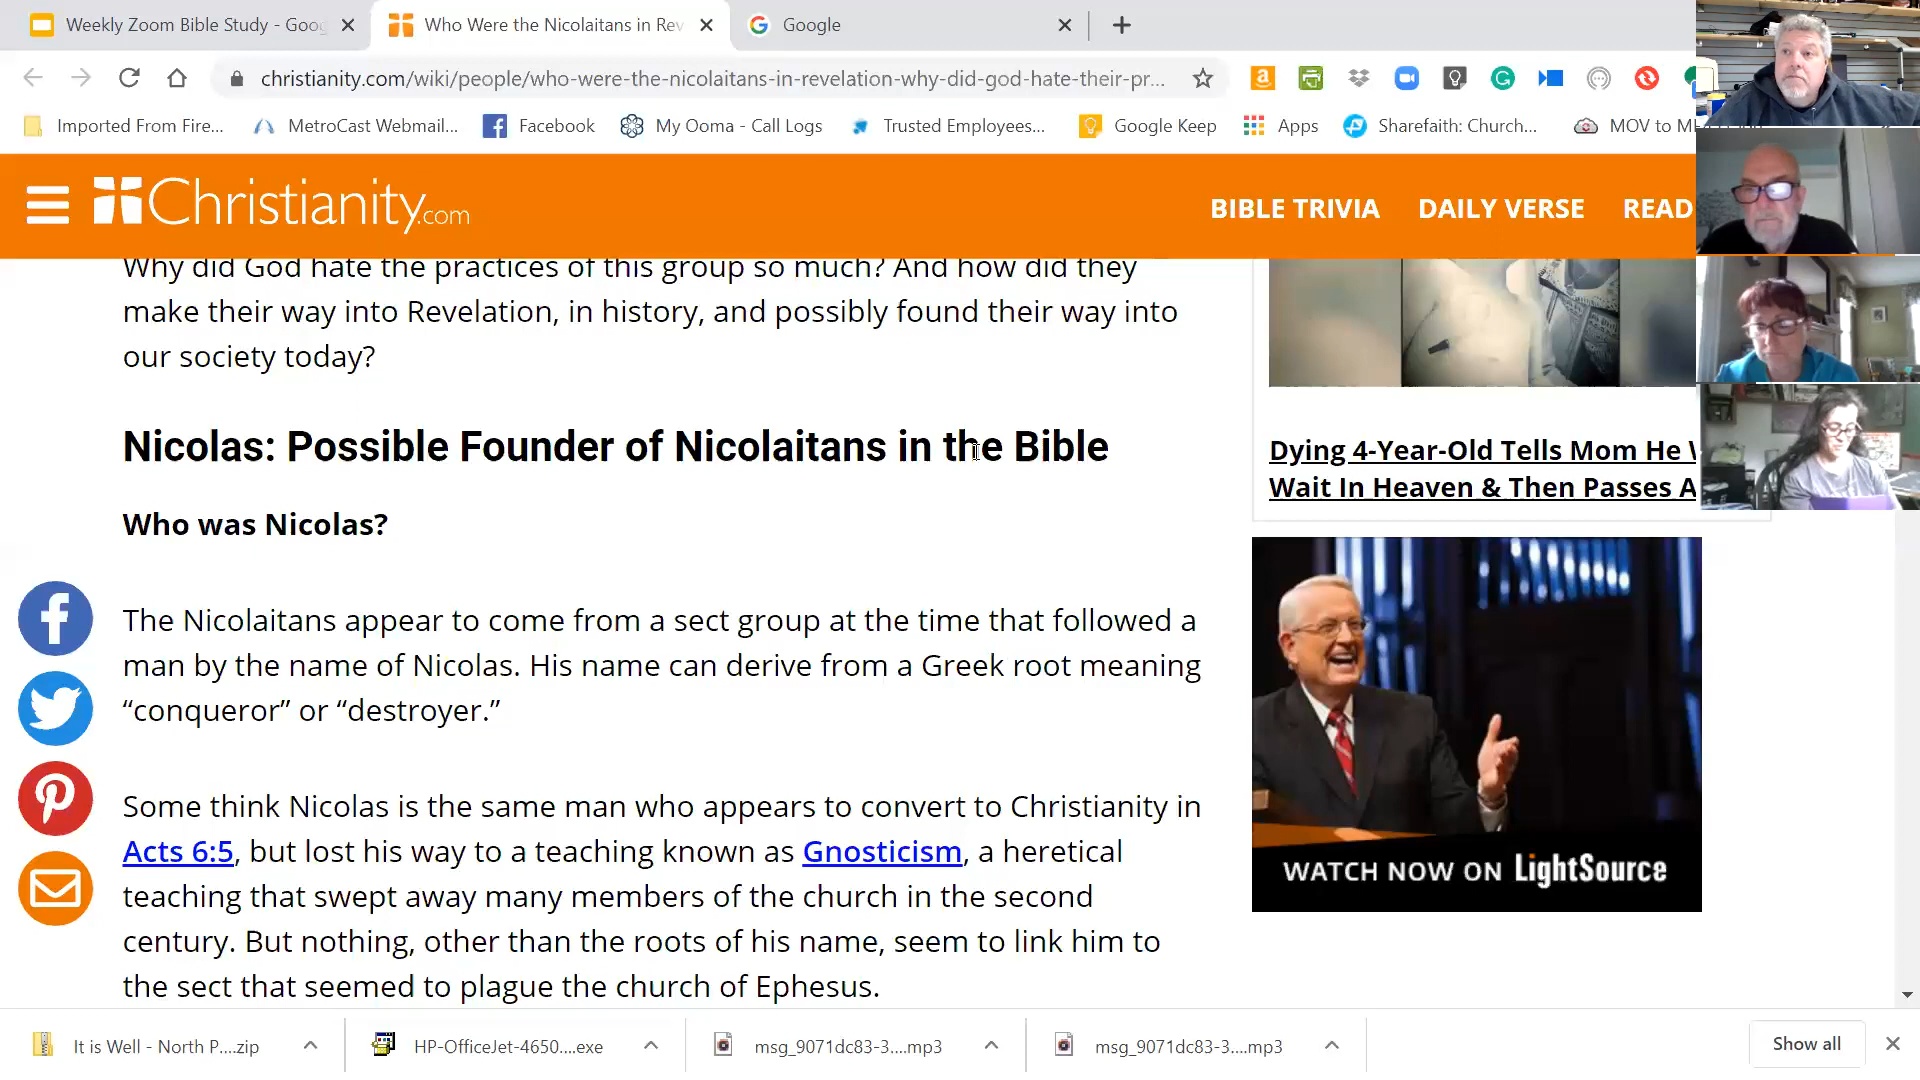 Weekly Zoom Bible Study - Goog
Who Were the Nicolaitans in Rev
Google
christianity.com/wiki/people/who-were-the-nicolaitans-in-revelation-why-did-god-hate-their-pr...
Imported From Fire...
MetroCast Webmail...
Facebook
My Ooma - Call Logs
Trusted Employees...
Google Keep
Apps
Sharefaith: Church...
MOV to
Christianity.com
BIBLE TRIVIA
DAILY VERSE
READ
Why did God hate the practices of this group so much? And how did they
make their way into Revelation, in history, and possibly found their way into
our society today?
Nicolas: Possible Founder of Nicolaitans in the Bible
Who was Nicolas?
The Nicolaitans appear to come from a sect group at the time that followed a
man by the name of Nicolas. His name can derive from a Greek root meaning
“conqueror” or “destroyer.”
Some think Nicolas is the same man who appears to convert to Christianity in
Acts 6:5, but lost his way to a teaching known as Gnosticism, a heretical
teaching that swept away many members of the church in the second
century. But nothing, other than the roots of his name, seem to link him to
the sect that seemed to plague the church of Ephesus.
Dying 4-Year-Old Tells Mom He W
Wait In Heaven & Then Passes A
WATCH NOW ON LightSource
It is Well - North P....zip
HP-OfficeJet-4650....exe
msg_9071dc83-3....mp3
msg_9071dc83-3....mp3
Show all